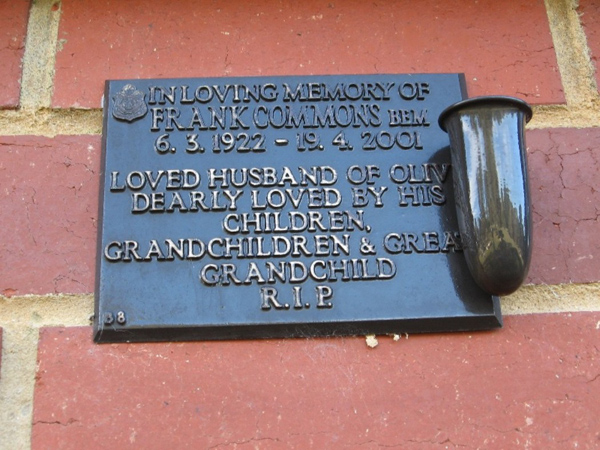 IN LOVING MEMORY OF
FRANK COMMONS BEM
6. 3. 1922 - 19. 4. 2001
LOVED HUSBAND OF OLIV
DEARLY LOVED BY HIS
CHILDREN,
GRANDCHILDREN & GREA
GRANDCHILD
R.I.P.